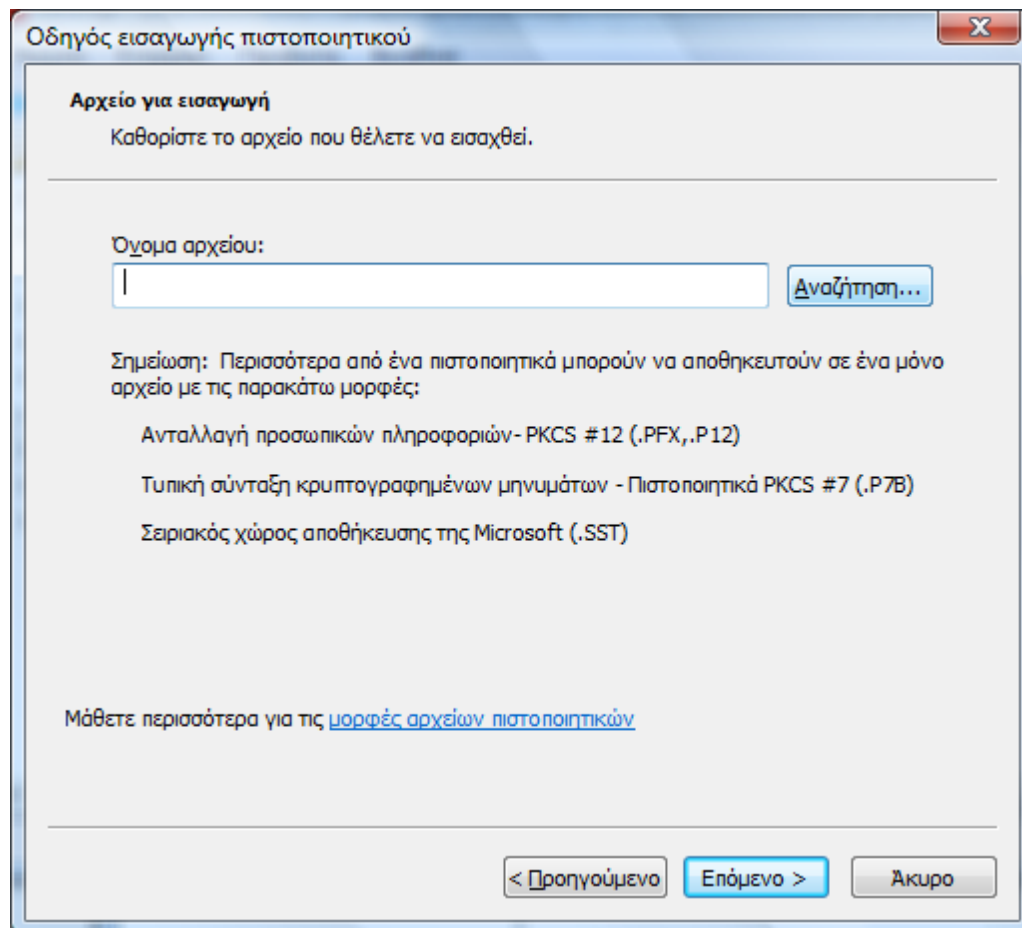 Οδηγός εισαγωγής πιστοποιητικού
Αρχείο για εισαγωγή
Καθορίστε το αρχείο που θέλετε να εισαχθεί.
Όνομα αρχείου:
Αναζήτηση...
Σημείωση: Περισσότερα από ένα πιστοποιητικά μπορούν να αποθηκευτούν σε ένα μόνο
αρχείο με τις παρακάτω μορφές:
Ανταλλαγή προσωπικών πληροφοριών- PKCS #12 (.PFX,.P12)
Τυπική σύνταξη κρυπτογραφημένων μηνυμάτων - Πιστοποιητικά PKCS #7 (.P7B)
Σειριακός χώρος αποθήκευσης της Microsoft (.SST)
Μάθετε περισσότερα για τις μορφές αρχείων πιστοποιητικών
< Προηγούμενο Επόμενο > Άκυρο